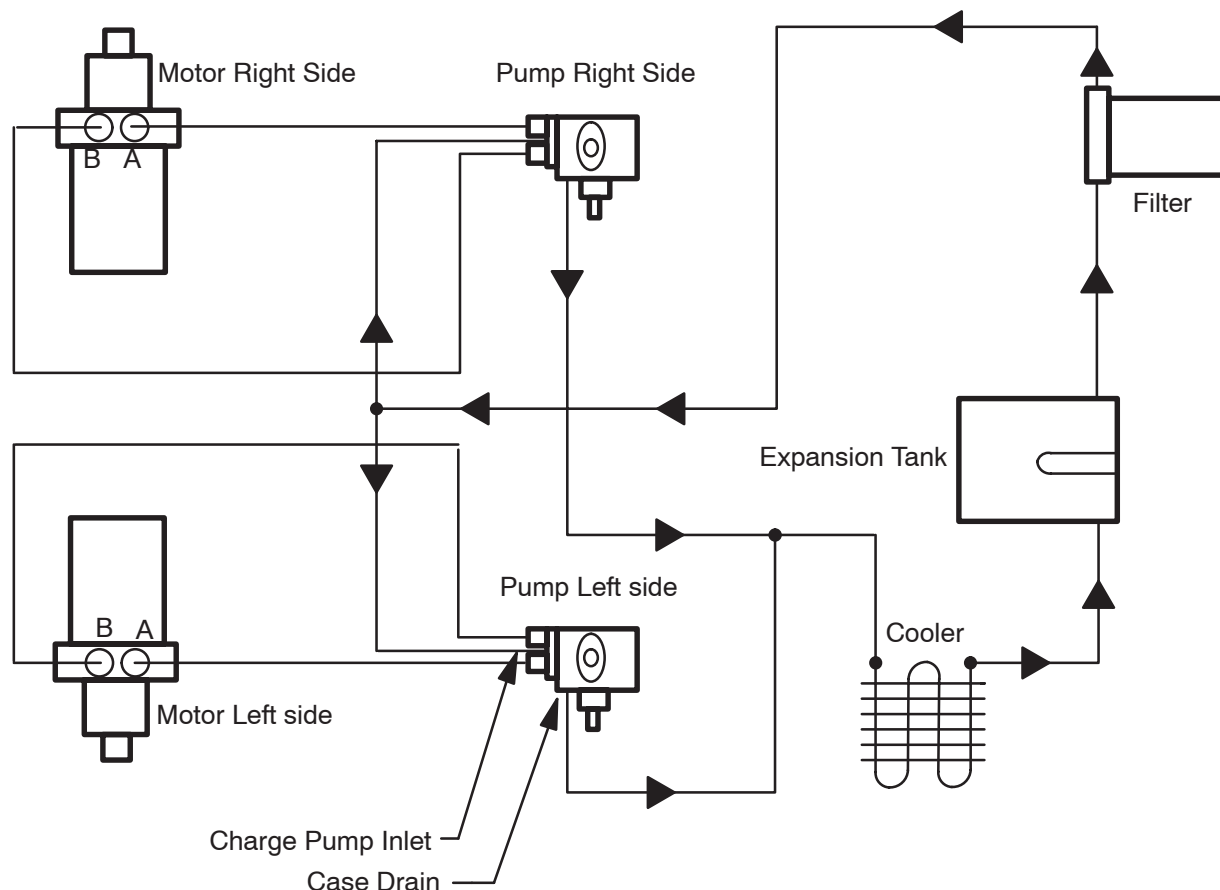 Motor Right Side
Pump Right Side
B A
Filter
Expansion Tank
Pump Left side
B A
Cooler
Motor Left side
Charge Pump Inlet
Case Drain